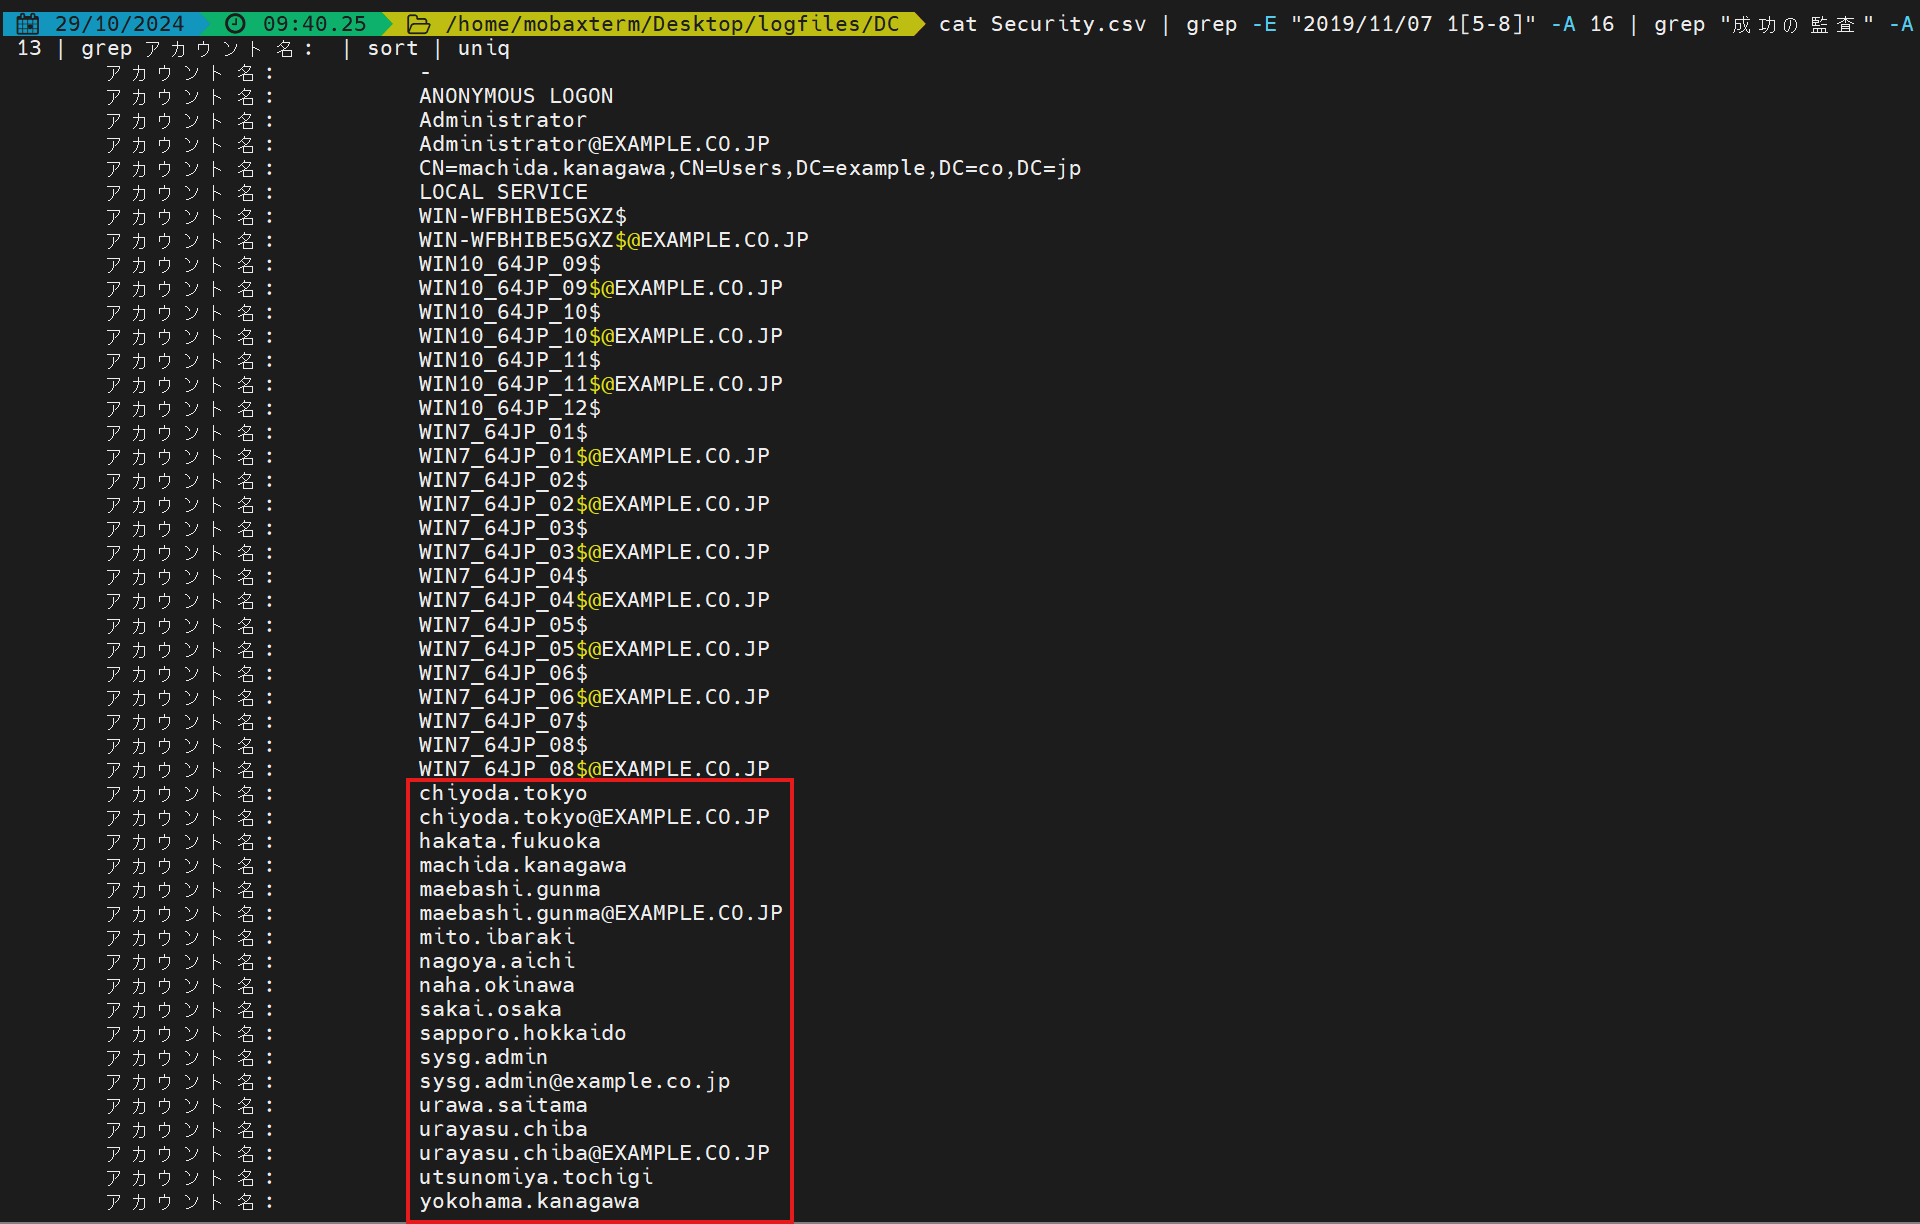 29/10/2024 09:40.25 /home/mobaxterm/Desktop/logfiles/DC cat Security.csv | grep -E "2019/11/07 1[5-8]" -A 16 | grep "成功の監査" -A
13 | grep アカウント名: | sort | uniq
アカウント名: -
アカウント名: ANONYMOUS LOGON
アカウント名: Administrator
アカウント名: Administrator@EXAMPLE.CO.JP
アカウント名: CN=machida.kanagawa,CN=Users,DC=example,DC=co,DC=jp
アカウント名: LOCAL SERVICE
アカウント名: WIN-WFBHIBE5GXZ$
アカウント名: WIN-WFBHIBE5GXZ$@EXAMPLE.CO.JP
アカウント名: WIN10_64JP_09$
アカウント名: WIN10_64JP_09$@EXAMPLE.CO.JP
アカウント名: WIN10_64JP_10$
アカウント名: WIN10_64JP_10$@EXAMPLE.CO.JP
アカウント名: WIN10_64JP_11$
アカウント名: WIN10_64JP_11$@EXAMPLE.CO.JP
アカウント名: WIN10_64JP_12$
アカウント名: WIN7_64JP_01$
アカウント名: WIN7_64JP_01$@EXAMPLE.CO.JP
アカウント名: WIN7_64JP_02$
アカウント名: WIN7_64JP_02$@EXAMPLE.CO.JP
アカウント名: WIN7_64JP_03$
アカウント名: WIN7_64JP_03$@EXAMPLE.CO.JP
アカウント名: WIN7_64JP_04$
アカウント名: WIN7_64JP_04$@EXAMPLE.CO.JP
アカウント名: WIN7_64JP_05$
アカウント名: WIN7_64JP_05$@EXAMPLE.CO.JP
アカウント名: WIN7_64JP_06$
アカウント名: WIN7_64JP_06$@EXAMPLE.CO.JP
アカウント名: WIN7_64JP_07$
アカウント名: WIN7_64JP_08$
アカウント名: WIN7_64JP_08$@EXAMPLE.CO.JP
アカウント名: chiyoda.tokyo
アカウント名: chiyoda.tokyo@EXAMPLE.CO.JP
アカウント名: hakata.fukuoka
アカウント名: machida.kanagawa
アカウント名: maebashi.gunma
アカウント名: maebashi.gunma@EXAMPLE.CO.JP
アカウント名: mito.ibaraki
アカウント名: nagoya.aichi
アカウント名: naha.okinawa
アカウント名: sakai.osaka
アカウント名: sapporo.hokkaido
アカウント名: sysg.admin
アカウント名: sysg.admin@example.co.jp
アカウント名: urawa.saitama
アカウント名: urayasu.chiba
アカウント名: urayasu.chiba@EXAMPLE.CO.JP
アカウント名: utsunomiya.tochigi
アカウント名: yokohama.kanagawa